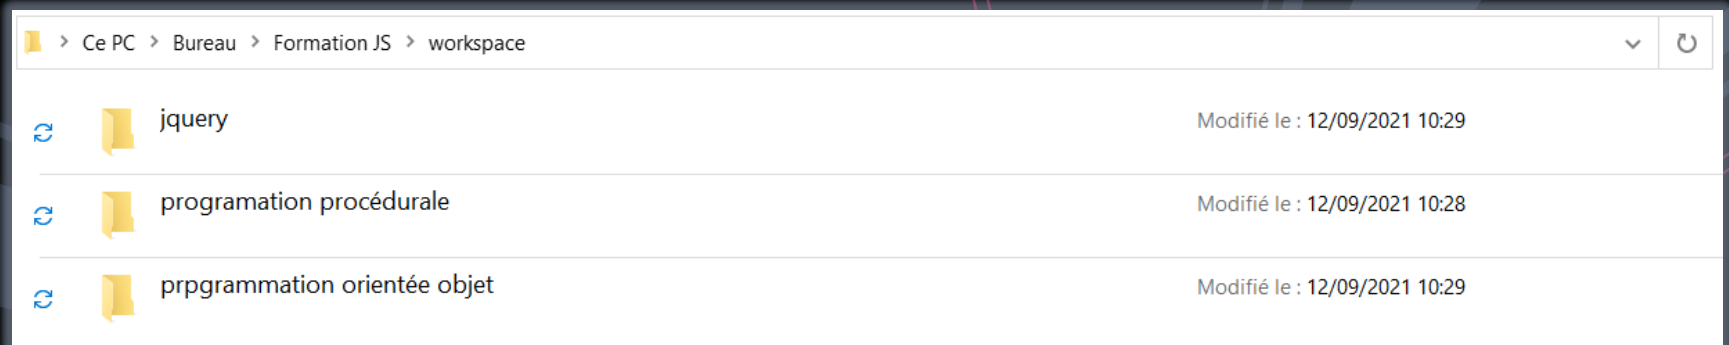 Ce PC > Bureau > Formation JS > workspace
jquery Modifié le : 12/09/2021 10:29
programation procédurale Modifié le : 12/09/2021 10:28
prpgrammation orientée objet Modifié le : 12/09/2021 10:29